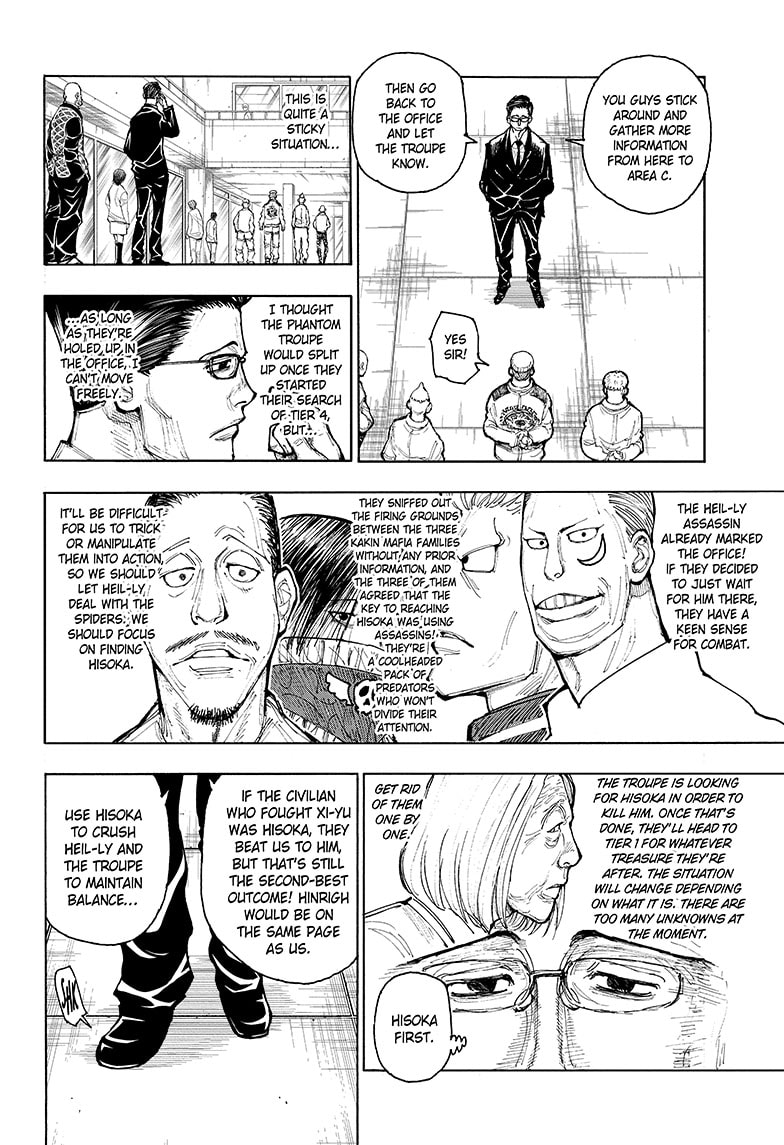 YOU GUYS STICK
AROUND AND
GATHER MORE
INFORMATION
FROM HERE TO
AREA C.
THEN GO
BACK TO
THE OFFICE
AND LET
THE TROUPE
KNOW.
YES
SIR!
THIS IS
QUITE A
STICKY
SITUATION...
I THOUGHT
THE PHANTOM
TROUPE
WOULD SPLIT
UP ONCE THEY
STARTED
THEIR SEARCH
OF TIER 4,
BUT...
...AS LONG
AS THEY'RE
HOLED UP IN
THE OFFICE, I
CAN'T MOVE
FREELY.
THE HEIL-LY
ASSASSIN
ALREADY MARKED
THE OFFICE!
IF THEY DECIDED
TO JUST WAIT
FOR HIM THERE,
THEY HAVE A
KEEN SENSE
FOR COMBAT.
THEY SNIFFED OUT
THE FIRING GROUNDS
BETWEEN THE THREE
KAKIN MAFIA FAMILIES
WITHOUT ANY PRIOR
INFORMATION, AND
THE THREE OF THEM
AGREED THAT THE
KEY TO REACHING
HISOKA WAS USING
ASSASSINS!
THEY'RE
A COOLHEADED
PACK OF
PREDATORS
WHO WON'T
DIVIDE THEIR
ATTENTION.
IT'LL BE DIFFICULT
FOR US TO TRICK
OR MANIPULATE
THEM INTO ACTION,
SO WE SHOULD
LET HEIL-LY
DEAL WITH THE
SPIDERS. WE
SHOULD FOCUS
ON FINDING
HISOKA.
THE TROUPE IS LOOKING
FOR HISOKA IN ORDER TO
KILL HIM. ONCE THAT'S
DONE, THEY'LL HEAD TO
TIER 1 FOR WHATEVER
TREASURE THEY'RE
AFTER. THE SITUATION
WILL CHANGE DEPENDING
ON WHAT IT IS. THERE ARE
TOO MANY UNKNOWNS AT
THE MOMENT.
GET RID
OF THEM
ONE BY
ONE.
HISOKA
FIRST.
IF THE CIVILIAN
WHO FOUGHT XI-YU
WAS HISOKA, THEY
BEAT US TO HIM,
BUT THAT'S STILL
THE SECOND-BEST
OUTCOME! HINRIGH
WOULD BE ON
THE SAME PAGE
AS US.
USE HISOKA
TO CRUSH
HEIL-LY AND
THE TROUPE
TO MAINTAIN
BALANCE...